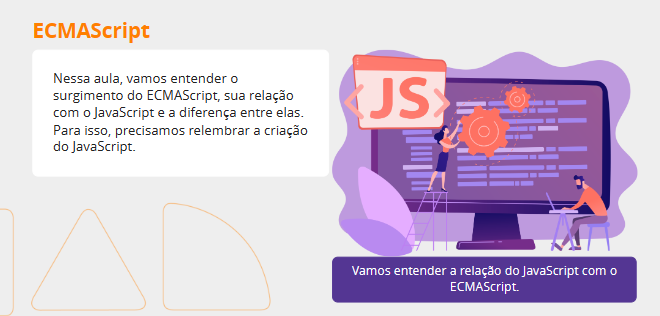 ECMAScript
Nessa aula, vamos entender o
surgimento do ECMAScript, sua relação
com o JavaScript e a diferença entre elas.
Para isso, precisamos relembrar a criação
do JavaScript.
JS
Vamos entender a relação do JavaScript com o
ECMAScript.